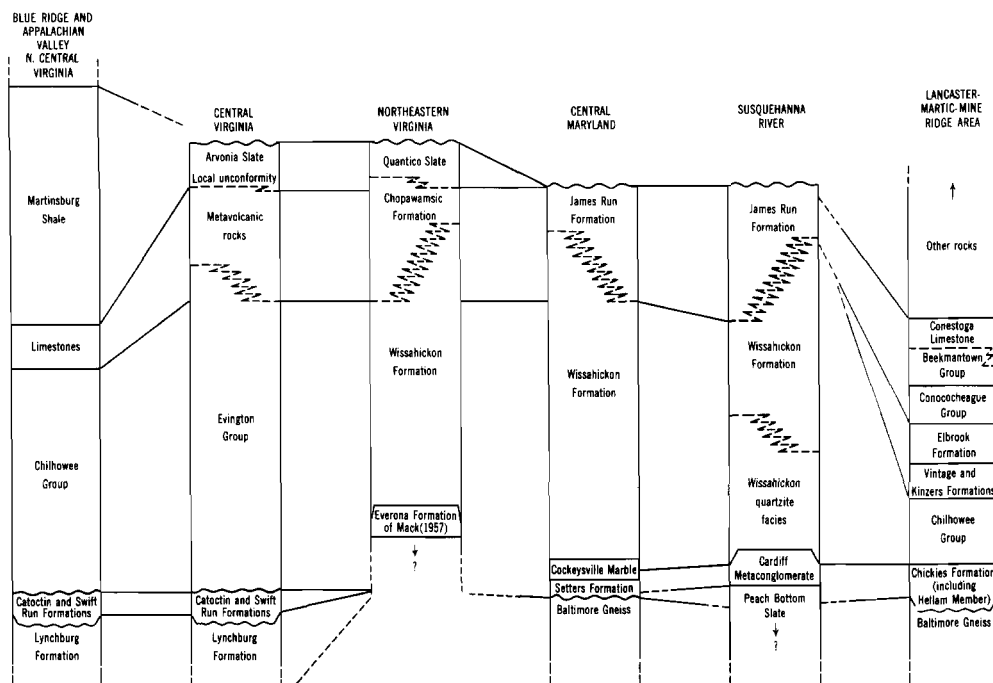 BLUE RIDGE AND
APPALACHIAN
VALLEY
N. CENTRAL
VIRGINIA
Martinsburg
Shale
Limestones
Chilhowee
Group
Catoctin and Swift
Run Formations
Lynchburg
Formation
CENTRAL
VIRGINIA
Arvonia Slate
Local unconformity
Metavolcanic
rocks
Evington
Group
Catoctin and Swift
Run Formations
Lynchburg
Formation
NORTHEASTERN
VIRGINIA
Quantico Slate
Chopawamsic
Formation
Wissahickon
Formation
Everona Formation
of Mack(1957)
?
CENTRAL
MARYLAND
James Run
Formation
Wissahickon
Formation
Cockeysville Marble
Setters Formation
Baltimore Gneiss
SUSQUEHANNA
RIVER
James Run
Formation
Wissahickon
Formation
Wissahickon
quartzite
facies
Cardiff
Metaconglomerate
Peach Bottom
Slate
?
LANCASTER-
MARTIC-MINE
RIDGE AREA
Other rocks
Conestoga
Limestone
Beekmantown
Group
Conococheague
Group
Elbrook
Formation
Vintage and
Kinzers Formations
Chilhowee
Group
Chickies Formation
(including
Hellam Member)
Baltimore Gneiss